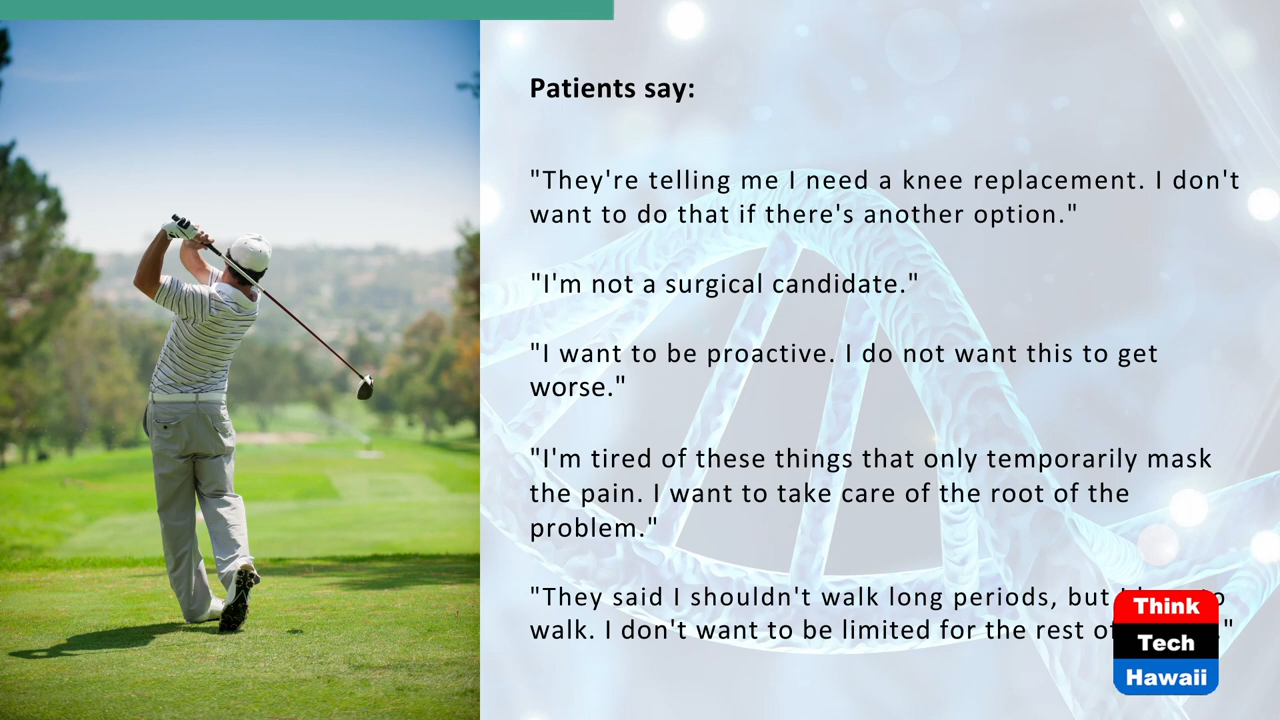 Patients say:
"They're telling me I need a knee replacement. I don't
want to do that if there's another option."
"I'm not a surgical candidate."
"I want to be proactive. I do not want this to get
worse."
"I'm tired of these things that only temporarily mask
the pain. I want to take care of the root of the
problem."
"They said I shouldn't walk long periods, but
walk. I don't want to be limited for the rest of
Think
Tech
Hawaii